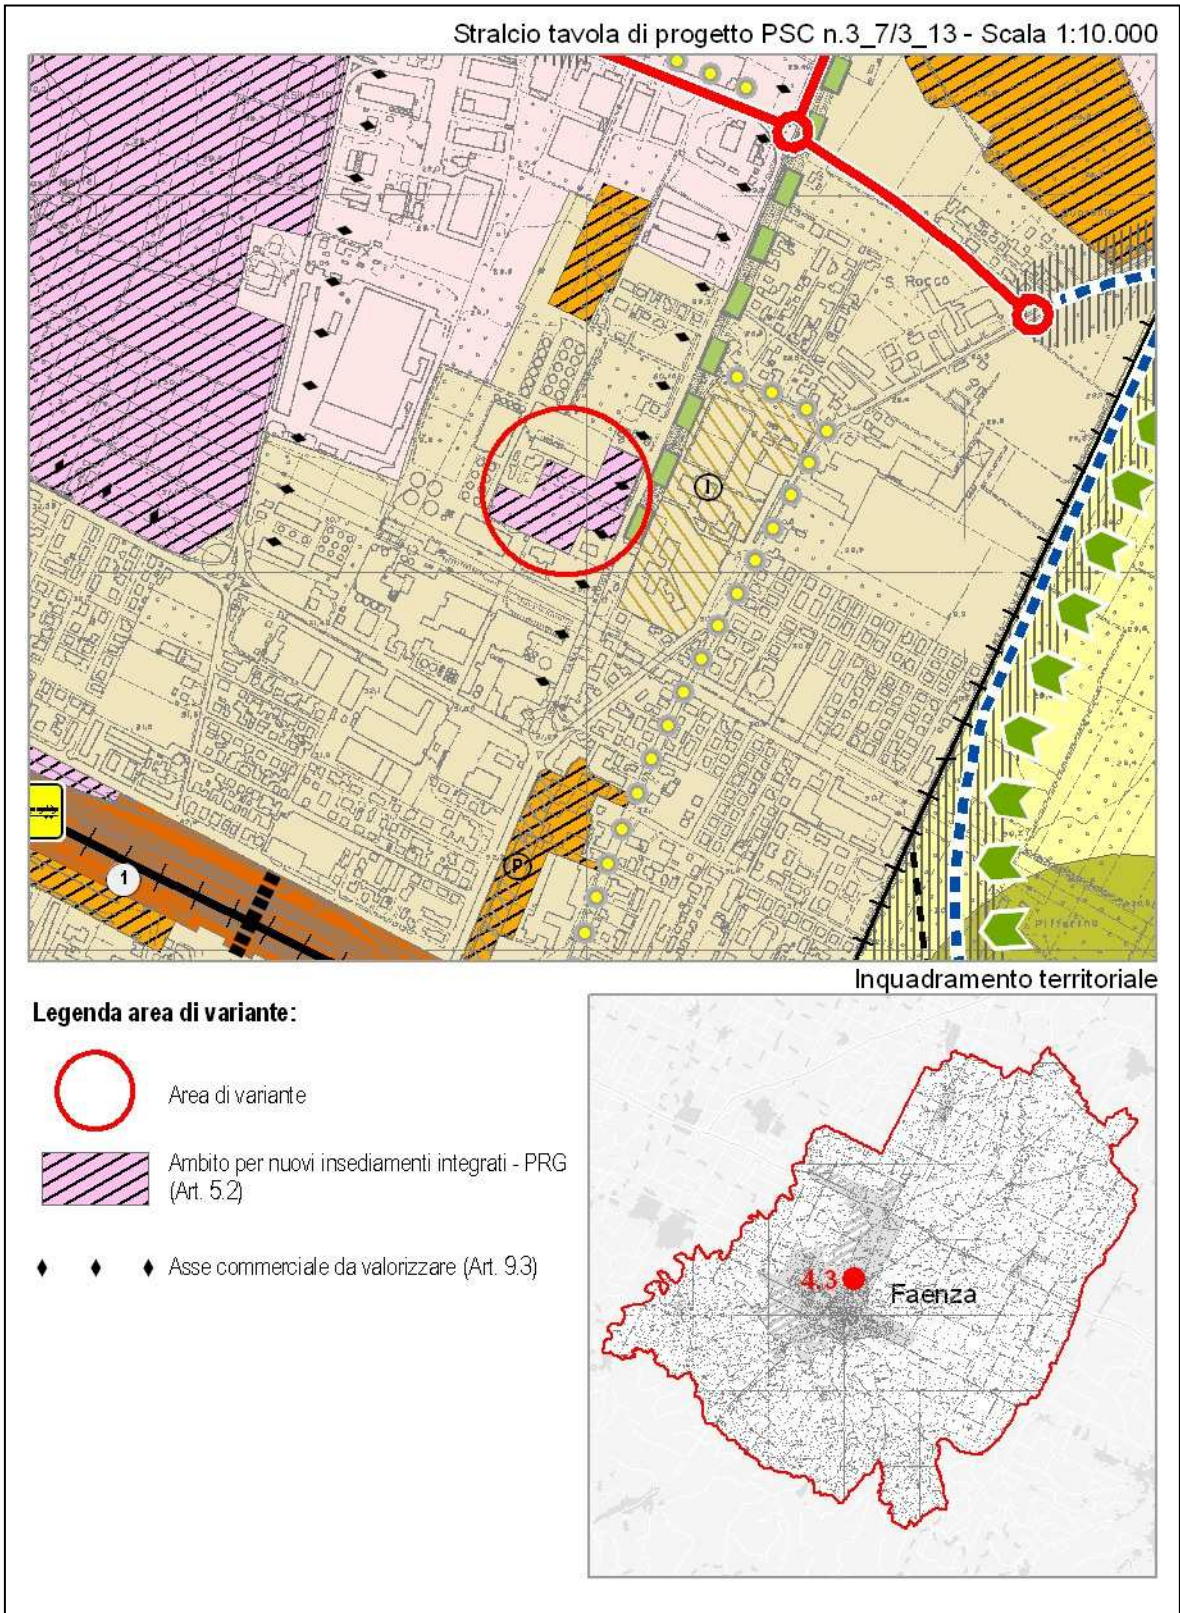 Stralcio tavola di progetto PSC n.3_7/3_13 - Scala 1:10.000
S. Rocco
I
P
1
Pifferina
Inquadramento territoriale
Legenda area di variante:
Area di variante
Ambito per nuovi insediamenti integrati - PRG
(Art. 5.2)
Asse commerciale da valorizzare (Art. 9.3)
4.3
Faenza